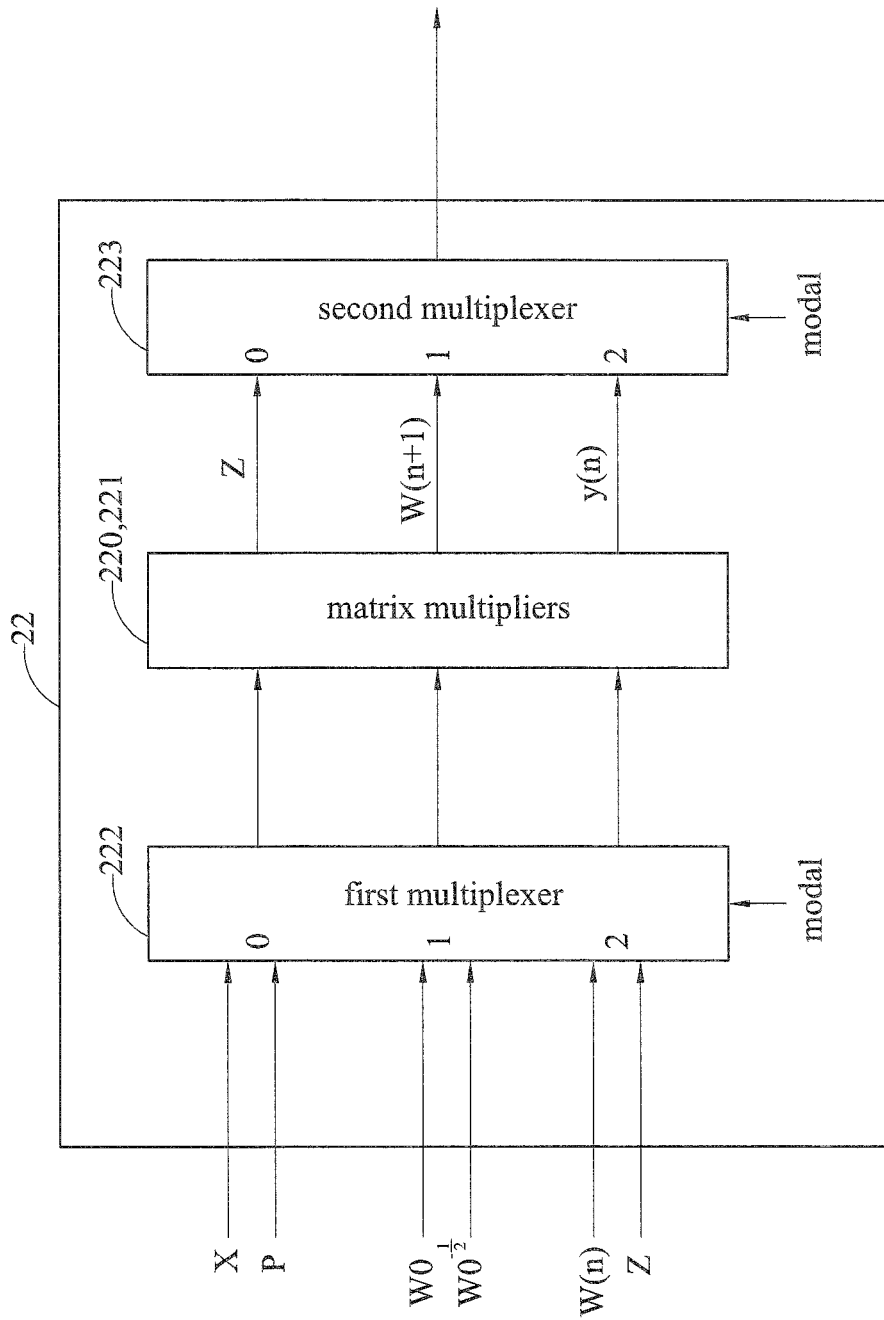 22
222
220,221
223
X
P
W0
W0^-1/2
W(n)
Z
0
1
2
first multiplexer
modal
matrix multipliers
Z
W(n+1)
y(n)
0
1
2
second multiplexer
modal